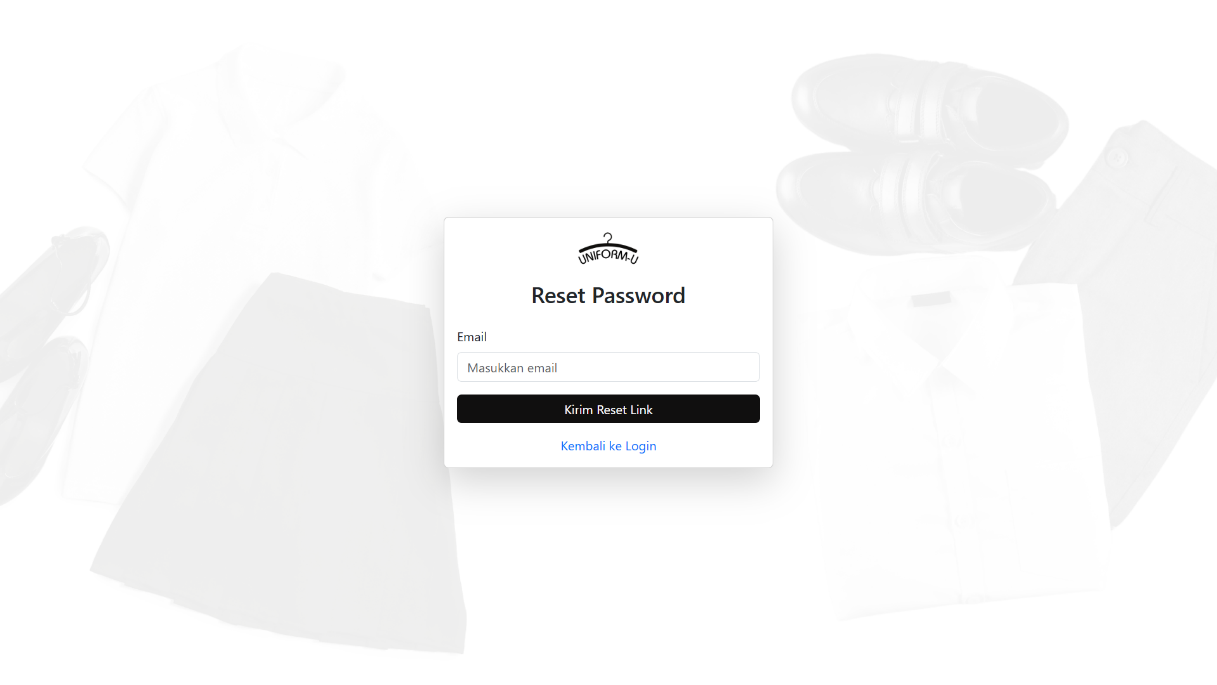 UNIFORM-U
Reset Password
Email
Masukkan email
Kirim Reset Link
Kembali ke Login